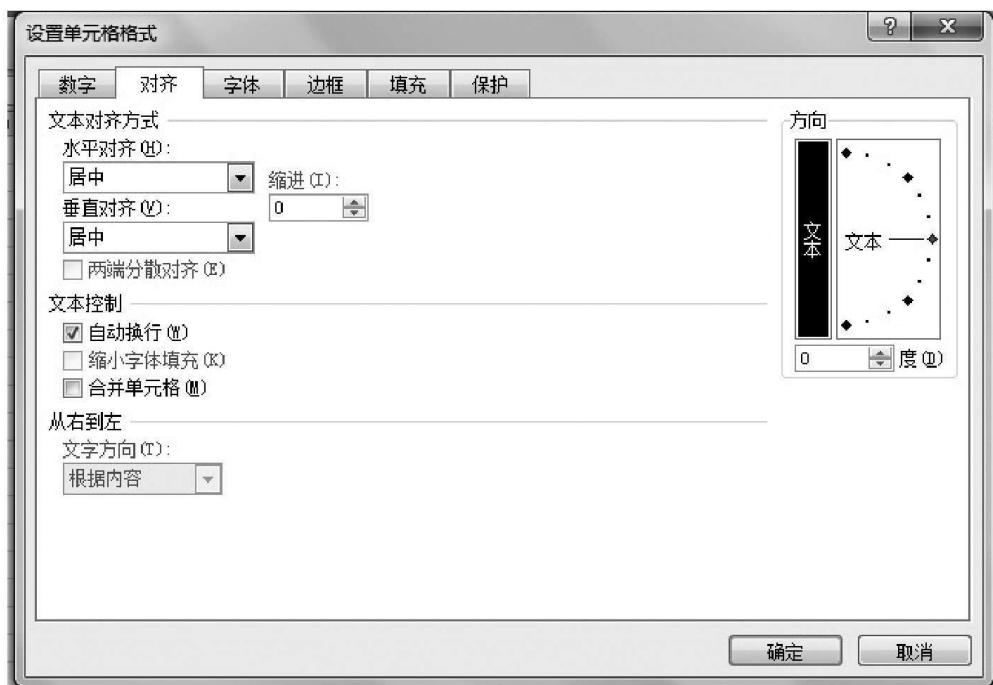 设置单元格格式
数字 对齐 字体 边框 填充 保护
文本对齐方式
水平对齐(H):
居中
缩进(I):
垂直对齐(V):
0
居中
两端分散对齐(E)
文本控制
自动换行(W)
缩小字体填充(K)
合并单元格(M)
从右到左
文字方向(T):
根据内容
方向
文本
文本
0 度(D)
确定 取消